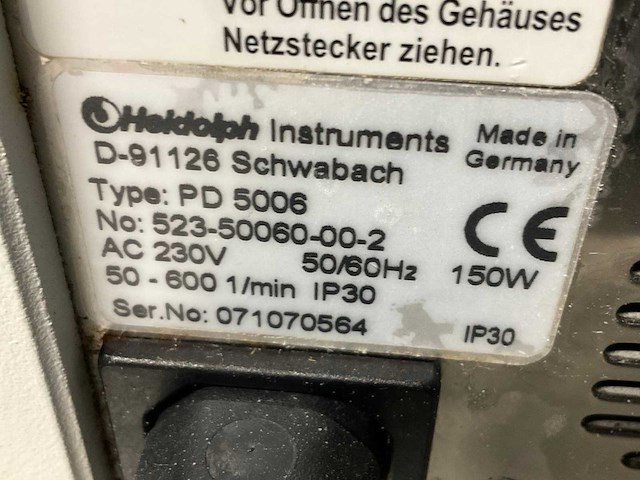 Vor Öffnen des Gehäuses
Netzstecker ziehen.
Heidolph Instruments
Made in
Germany
D-91126 Schwabach
Type: PD 5006
No: 523-50060-00-2
CE
AC 230V 50/60Hz 150W
50 - 600 1/min IP30
Ser.No: 071070564
IP30